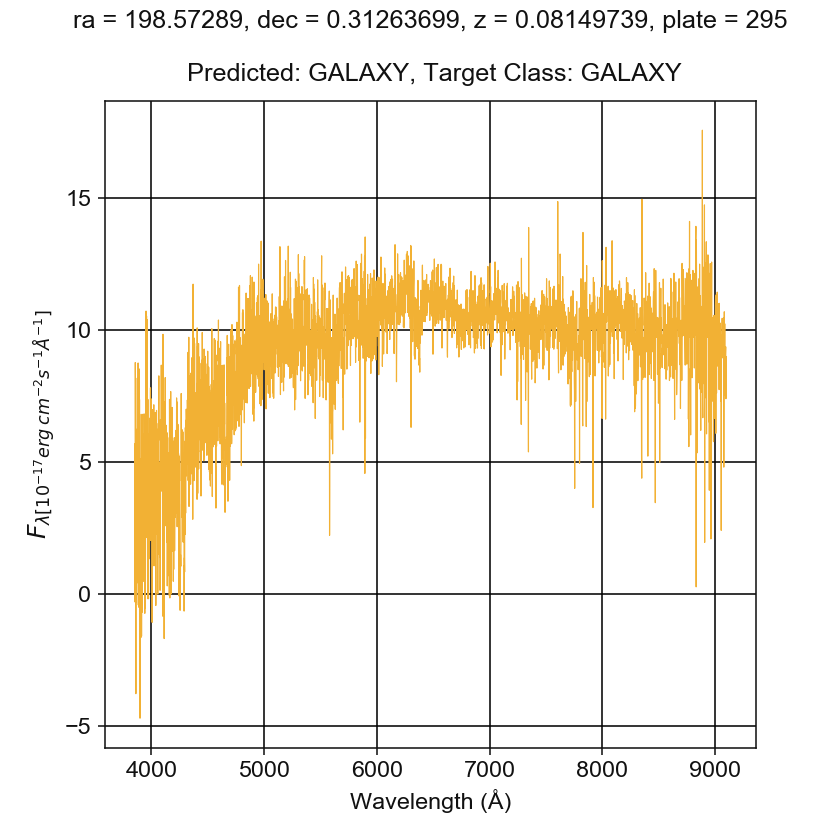 ra = 198.57289, dec = 0.31263699, z = 0.08149739, plate = 295
Predicted: GALAXY, Target Class: GALAXY
15
10
5
0
−5
F_{λ[10^{−17}erg cm^{−2}s^{−1}Å^{−1}]}
4000 5000 6000 7000 8000 9000
Wavelength (Å)